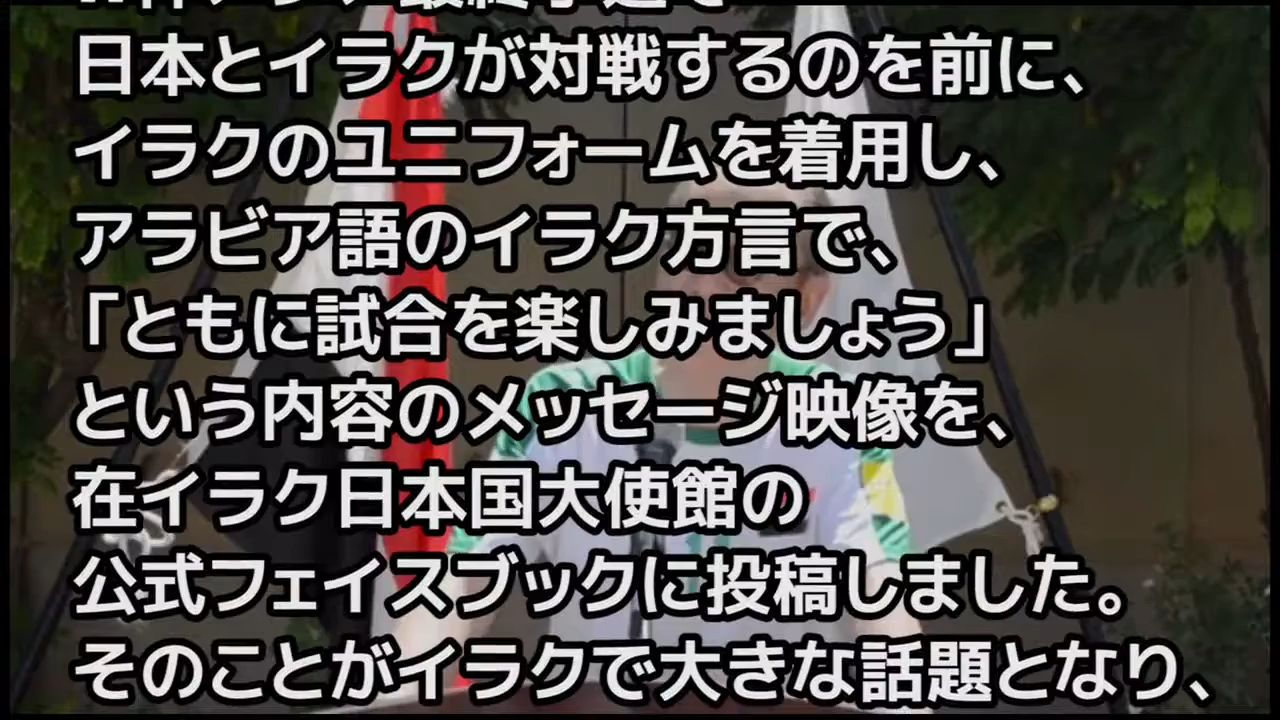 日本とイラクが対戦するのを前に、
イラクのユニフォームを着用し、
アラビア語のイラク方言で、
「ともに試合を楽しみましょう」
という内容のメッセージ映像を、
在イラク日本国大使館の
公式フェイスブックに投稿しました。
そのことがイラクで大きな話題となり、